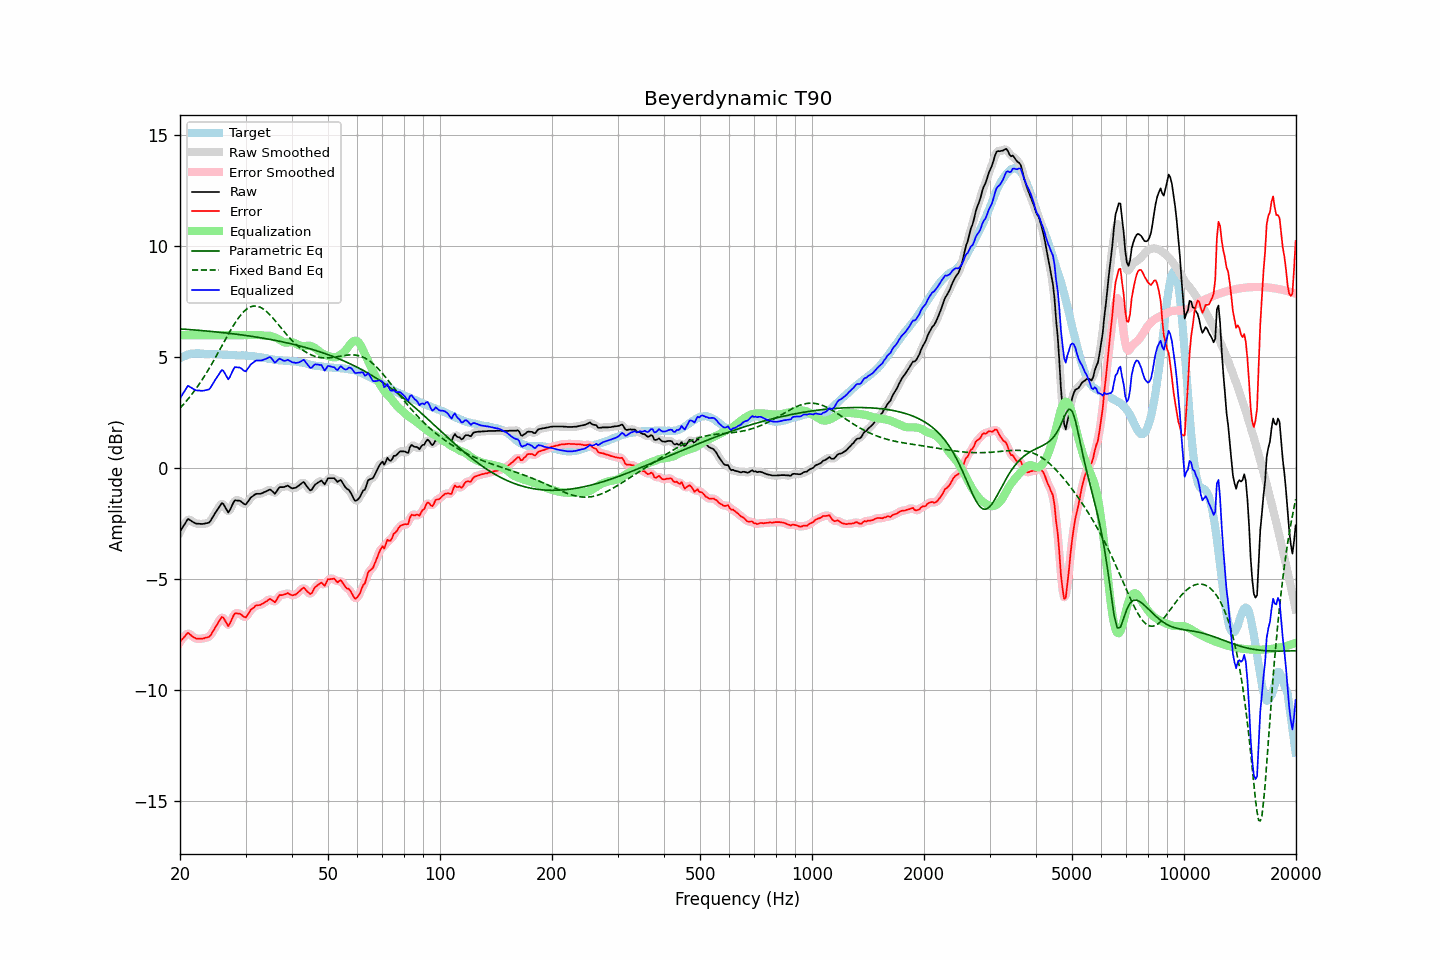 Beyerdynamic T90
Target
Raw Smoothed
Error Smoothed
Raw
Error
Equalization
Parametric Eq
Fixed Band Eq
Equalized
15
10
5
0
−5
−10
−15
Amplitude (dBr)
20 50 100 200 500 1000 2000 5000 10000 20000
Frequency (Hz)